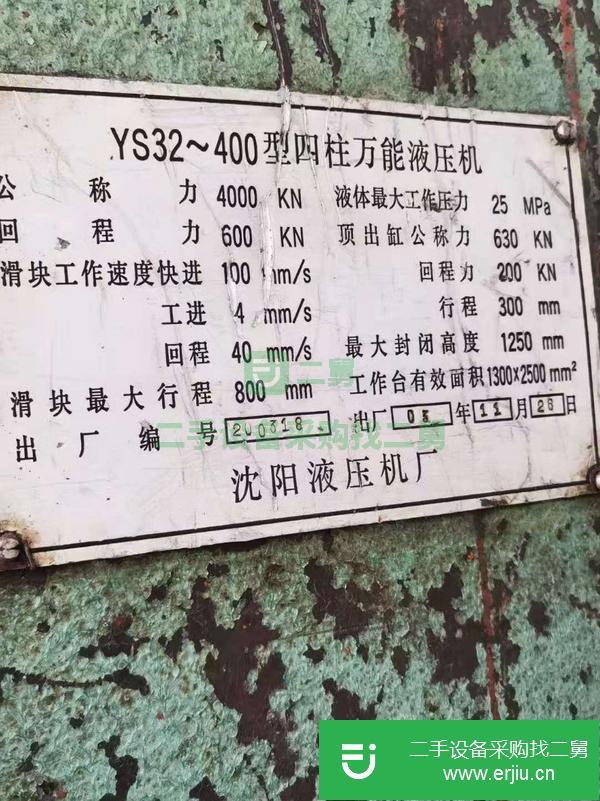 YS32~400型四柱万能液压机
公称力 4000 KN 液体最大工作压力 25 MPa
回程力 600 KN 顶出缸公称力 630 KN
滑块工作速度快进 100 mm/s 回程力 200 KN
工进 4 mm/s 行程 300 mm
回程 40 mm/s 最大封闭高度 1250 mm
滑块最大行程 800 mm 工作台有效面积1300×2500mm²
出厂编号 200318 出厂 03 年 11 月 26 日
沈阳液压机厂
二舅
二手设备采购找二舅
二手设备采购找二舅
www.erjiu.cn